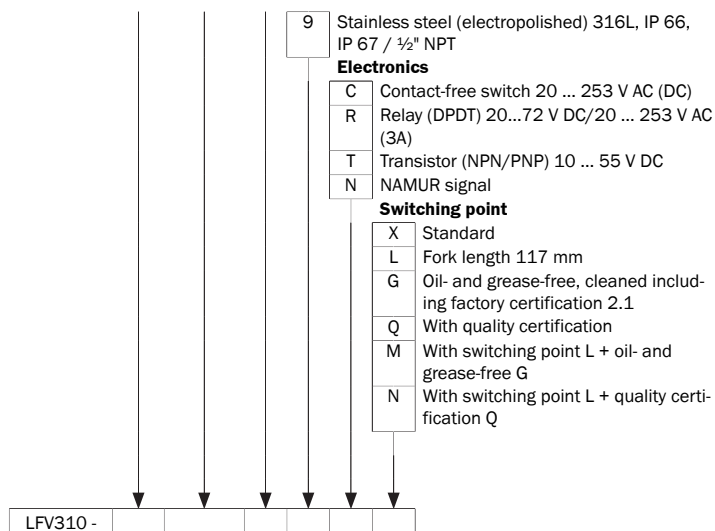 9 Stainless steel (electropolished) 316L, IP 66,
IP 67 / ½" NPT
Electronics
C Contact-free switch 20 ... 253 V AC (DC)
R Relay (DPDT) 20...72 V DC/20 ... 253 V AC
(3A)
T Transistor (NPN/PNP) 10 ... 55 V DC
N NAMUR signal
Switching point
X Standard
L Fork length 117 mm
G Oil- and grease-free, cleaned includ-
ing factory certification 2.1
Q With quality certification
M With switching point L + oil- and
grease-free G
N With switching point L + quality certi-
fication Q
LFV310 -